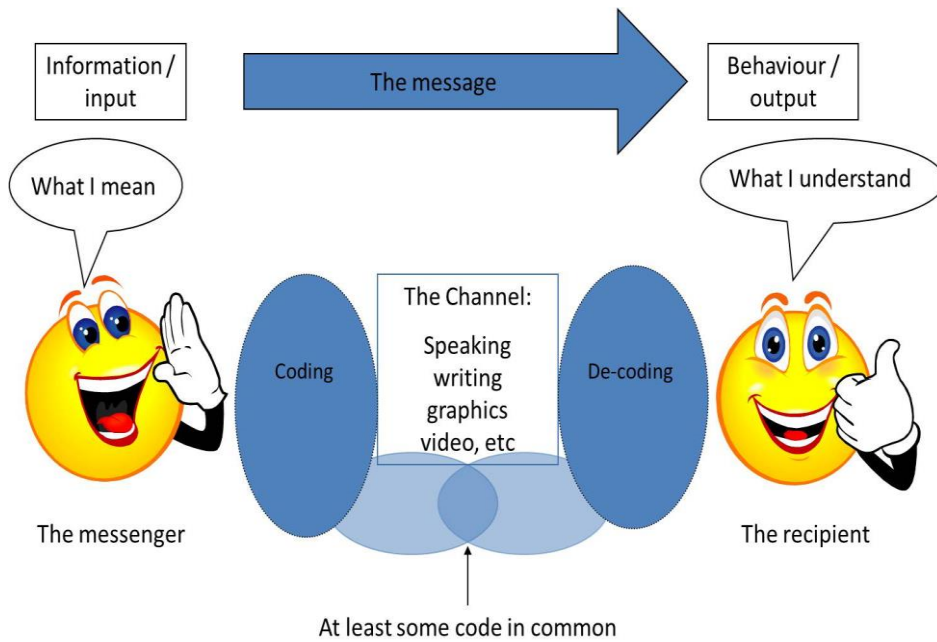 Information /
input
The message
Behaviour /
output
What I mean
What I understand
Coding
The Channel:
Speaking
writing
graphics
video, etc
De-coding
The messenger
The recipient
At least some code in common